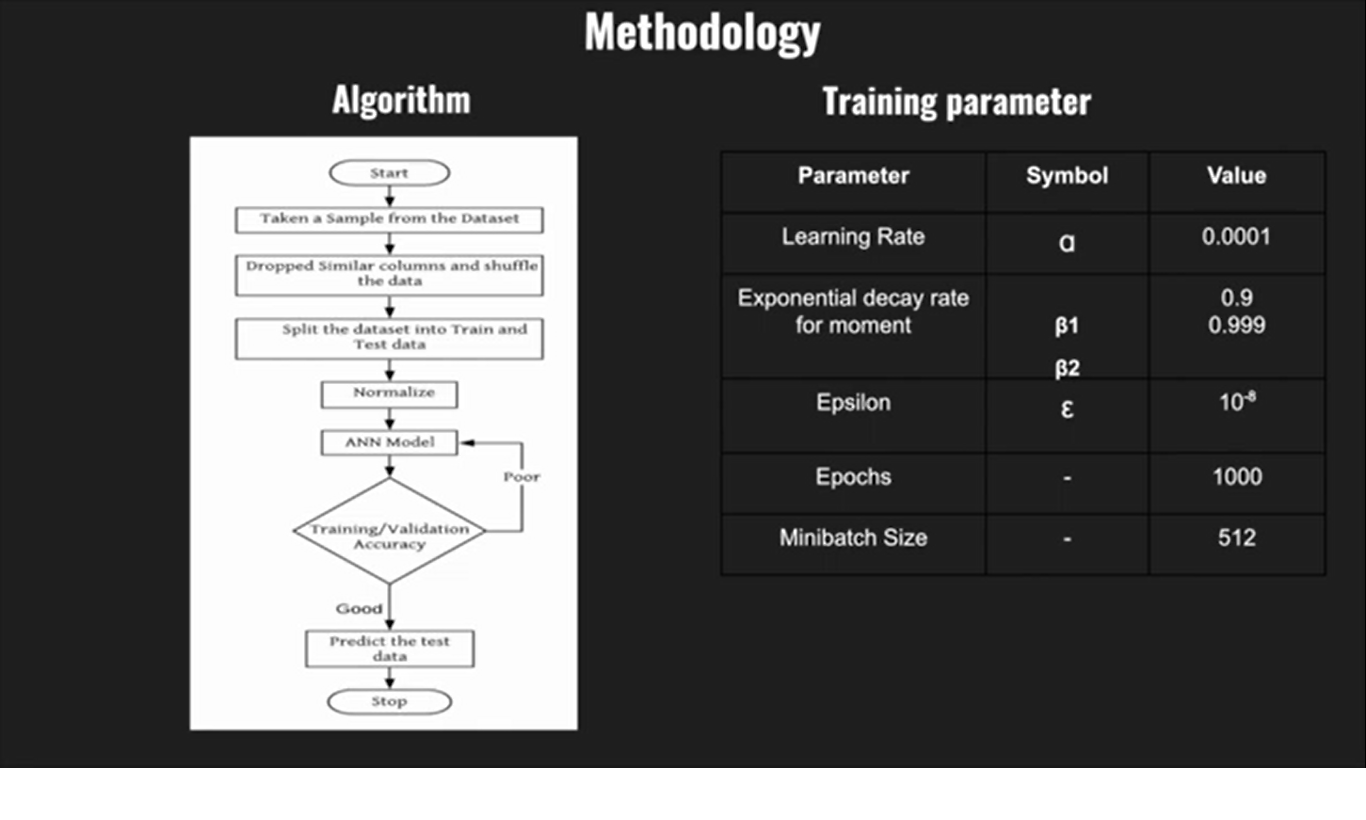 Methodology
Algorithm
Start
Taken a Sample from the Dataset
Dropped Similar columns and shuffle
the data
Split the dataset into Train and
Test data
Normalize
ANN Model
Poor
Training/Validation
Accuracy
Good
Predict the test
data
Stop
Training parameter
Parameter Symbol Value
Learning Rate α 0.0001
Exponential decay rate 0.9
for moment β1 0.999
β2
Epsilon ε 10⁻⁸
Epochs - 1000
Minibatch Size - 512